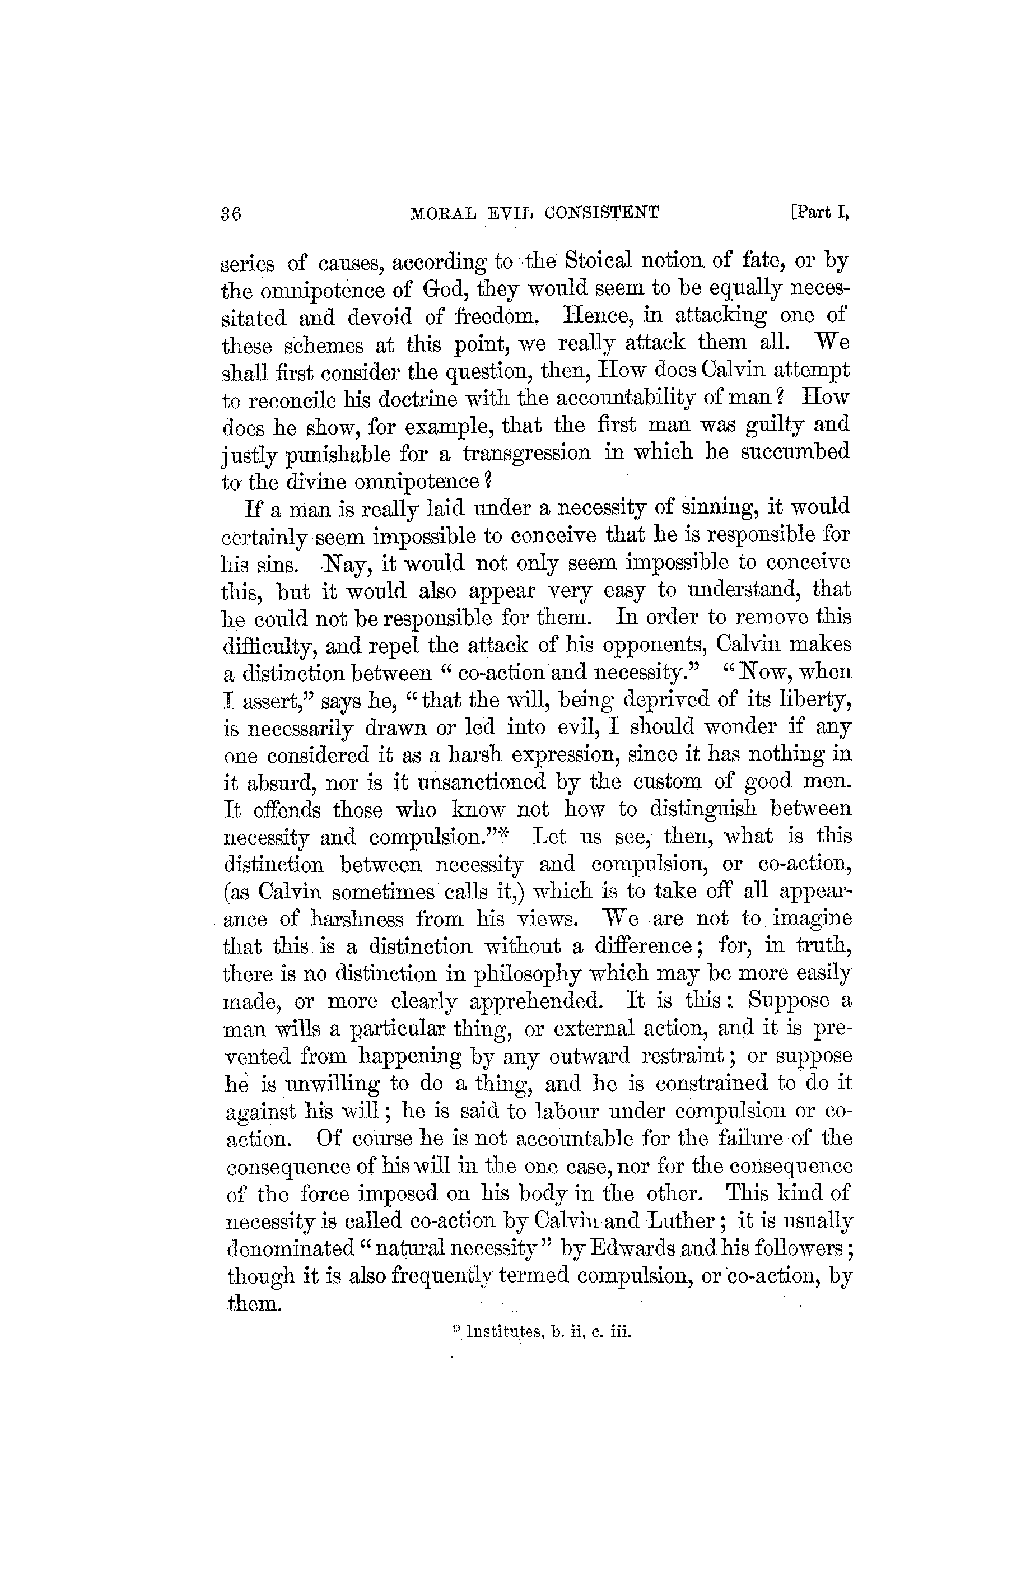 36 MORAL EVIL CONSISTENT [Part I,
series of causes, according to the Stoical notion of fate, or by
the omnipotence of God, they would seem to be equally neces-
sitated and devoid of freedom. Hence, in attacking one of
these schemes at this point, we really attack them all. We
shall first consider the question, then, How does Calvin attempt
to reconcile his doctrine with the accountability of man? How
does he show, for example, that the first man was guilty and
justly punishable for a transgression in which he succumbed
to the divine omnipotence?
If a man is really laid under a necessity of sinning, it would
certainly seem impossible to conceive that he is responsible for
his sins. Nay, it would not only seem impossible to conceive
this, but it would also appear very easy to understand, that
he could not be responsible for them. In order to remove this
difficulty, and repel the attack of his opponents, Calvin makes
a distinction between “ co-action and necessity.” “ Now, when
I assert,” says he, “ that the will, being deprived of its liberty,
is necessarily drawn or led into evil, I should wonder if any
one considered it as a harsh expression, since it has nothing in
it absurd, nor is it unsanctioned by the custom of good men.
It offends those who know not how to distinguish between
necessity and compulsion.”* Let us see, then, what is this
distinction between necessity and compulsion, or co-action,
(as Calvin sometimes calls it,) which is to take off all appear-
ance of harshness from his views. We are not to imagine
that this is a distinction without a difference; for, in truth,
there is no distinction in philosophy which may be more easily
made, or more clearly apprehended. It is this: Suppose a
man wills a particular thing, or external action, and it is pre-
vented from happening by any outward restraint; or suppose
he is unwilling to do a thing, and he is constrained to do it
against his will; he is said to labour under compulsion or co-
action. Of course he is not accountable for the failure of the
consequence of his will in the one case, nor for the consequence
of the force imposed on his body in the other. This kind of
necessity is called co-action by Calvin and Luther; it is usually
denominated “ natural necessity” by Edwards and his followers;
though it is also frequently termed compulsion, or co-action, by
them.
* Institutes, b. ii, c. iii.